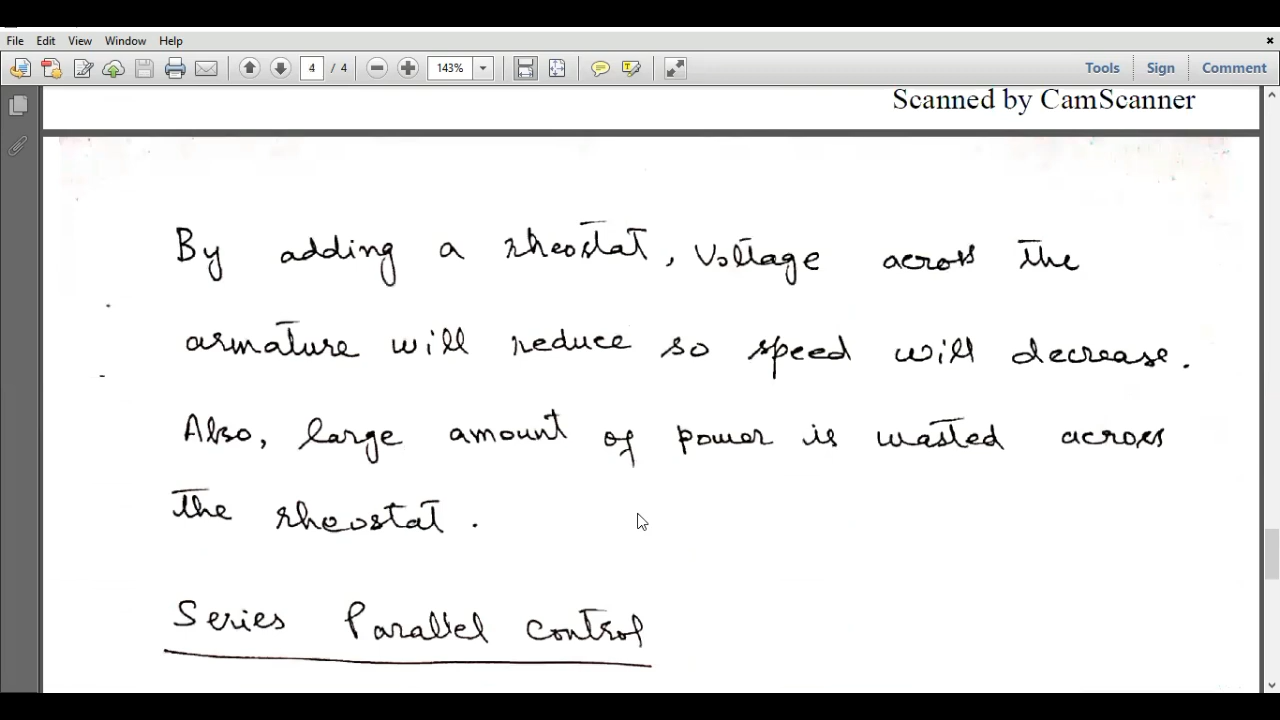 File Edit View Window Help
4 / 4 143% Tools Sign Comment
Scanned by CamScanner
By adding a rheostat, Voltage across the
armature will reduce so speed will decrease.
Also, large amount of power is wasted across
the rheostat.
Series Parallel control